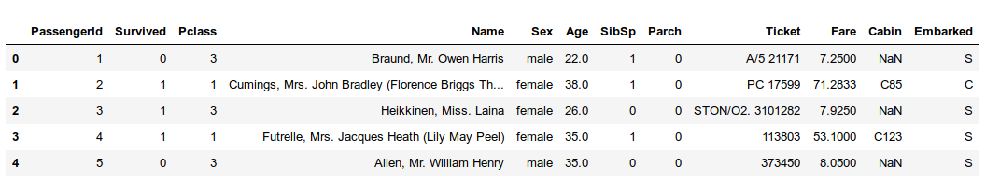 PassengerId Survived Pclass Name Sex Age SibSp Parch Ticket Fare Cabin Embarked
0 1 0 3 Braund, Mr. Owen Harris male 22.0 1 0 A/5 21171 7.2500 NaN S
1 2 1 1 Cumings, Mrs. John Bradley (Florence Briggs Th... female 38.0 1 0 PC 17599 71.2833 C85 C
2 3 1 3 Heikkinen, Miss. Laina female 26.0 0 0 STON/O2. 3101282 7.9250 NaN S
3 4 1 1 Futrelle, Mrs. Jacques Heath (Lily May Peel) female 35.0 1 0 113803 53.1000 C123 S
4 5 0 3 Allen, Mr. William Henry male 35.0 0 0 373450 8.0500 NaN S